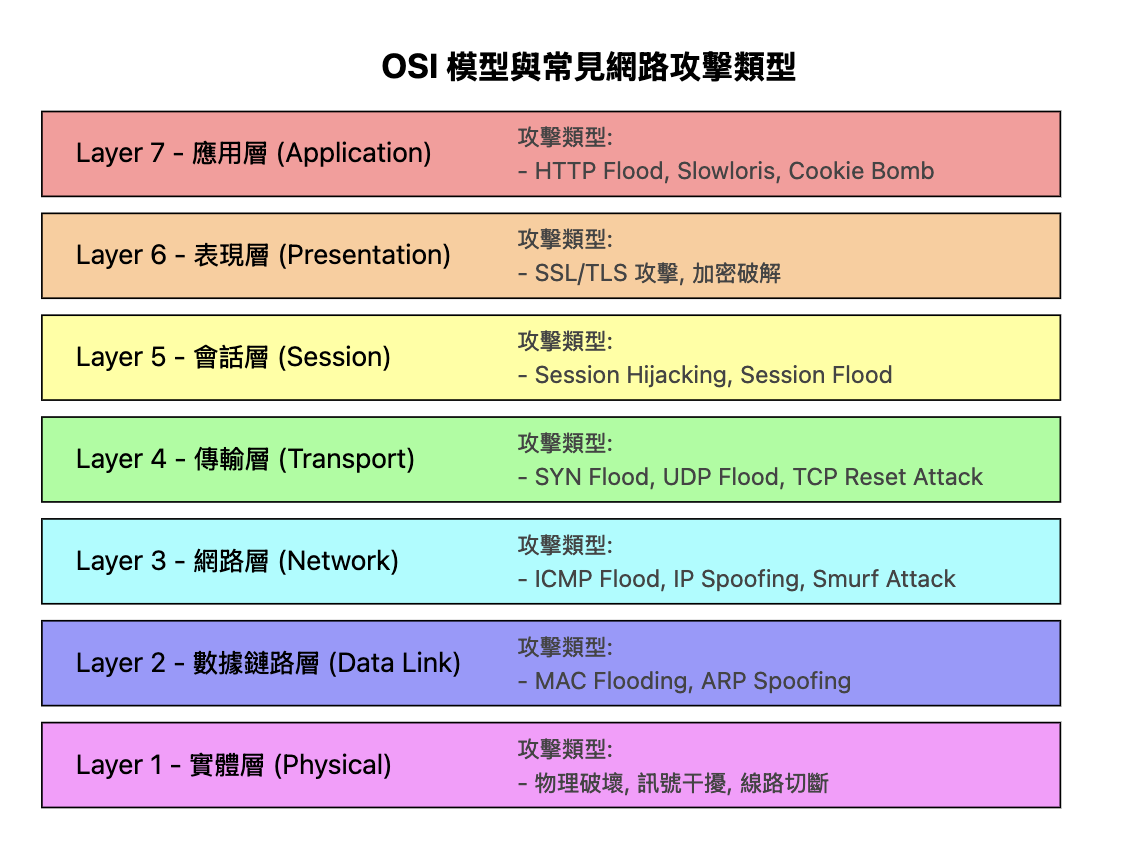 OSI 模型與常見網路攻擊類型
Layer 7 - 應用層 (Application)
攻擊類型:
- HTTP Flood, Slowloris, Cookie Bomb
Layer 6 - 表現層 (Presentation)
攻擊類型:
- SSL/TLS 攻擊, 加密破解
Layer 5 - 會話層 (Session)
攻擊類型:
- Session Hijacking, Session Flood
Layer 4 - 傳輸層 (Transport)
攻擊類型:
- SYN Flood, UDP Flood, TCP Reset Attack
Layer 3 - 網路層 (Network)
攻擊類型:
- ICMP Flood, IP Spoofing, Smurf Attack
Layer 2 - 數據鏈路層 (Data Link)
攻擊類型:
- MAC Flooding, ARP Spoofing
Layer 1 - 實體層 (Physical)
攻擊類型:
- 物理破壞, 訊號干擾, 線路切斷